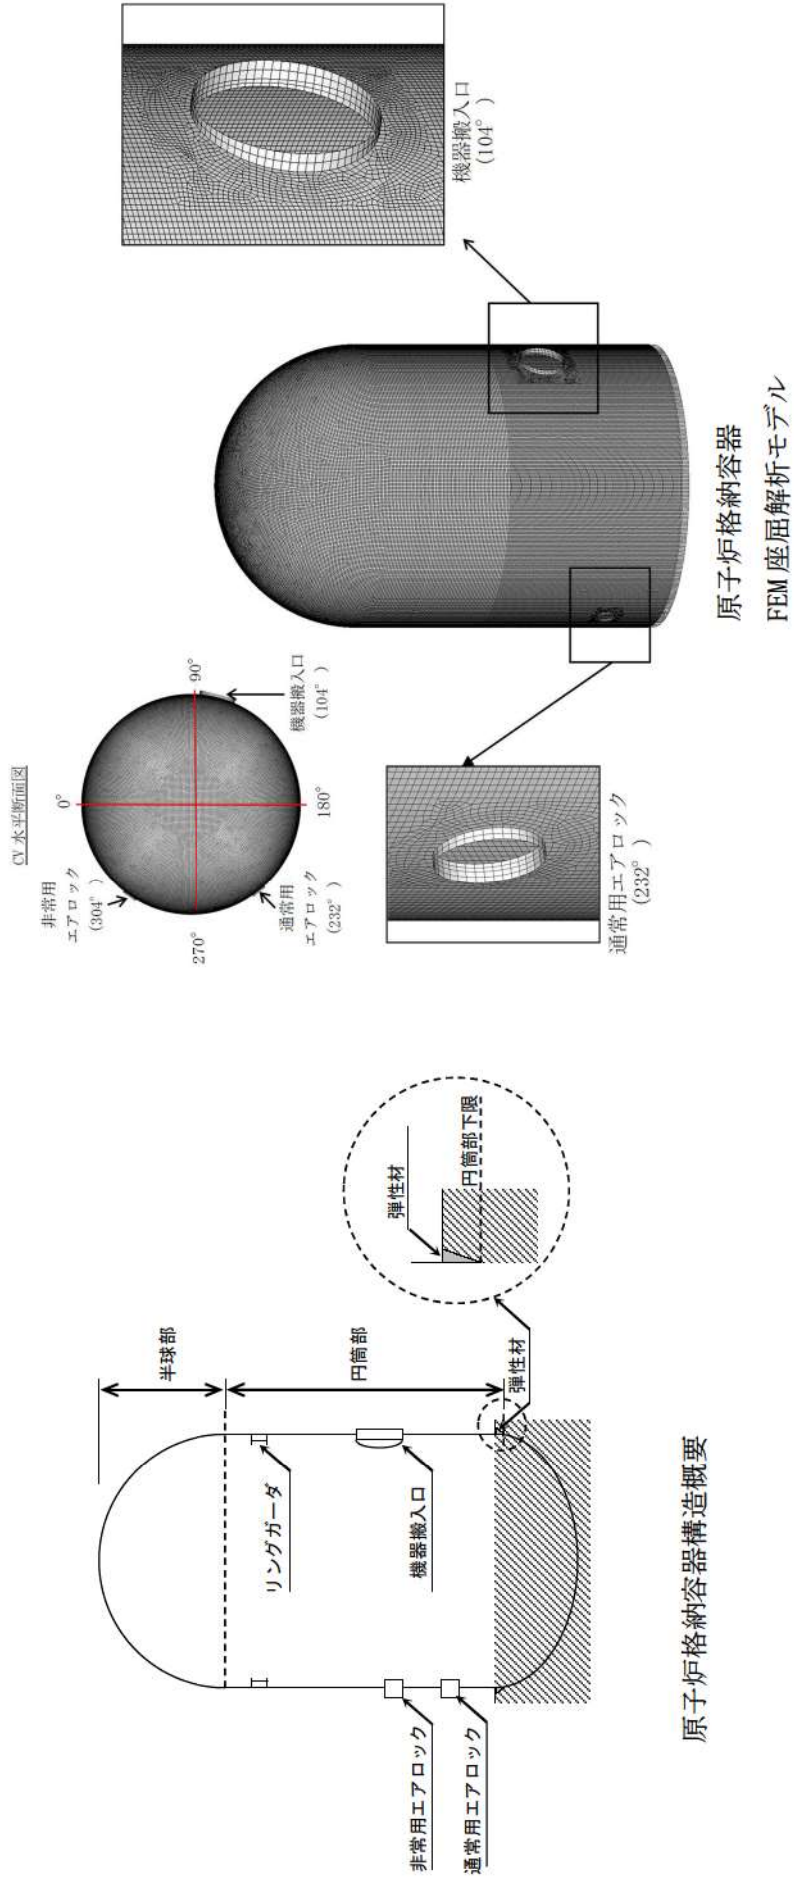 半球部
円筒部
弾性材
リングガーダ
機器搬入口
非常用エアロック
通常用エアロック
弾性材
円筒部下限
原子炉格納容器構造概要
CV水平断面図
0°
90°
180°
270°
非常用
エアロック
(304°)
通常用
エアロック
(232°)
機器搬入口
(104°)
機器搬入口
(104°)
通常用エアロック
(232°)
原子炉格納容器
FEM座屈解析モデル